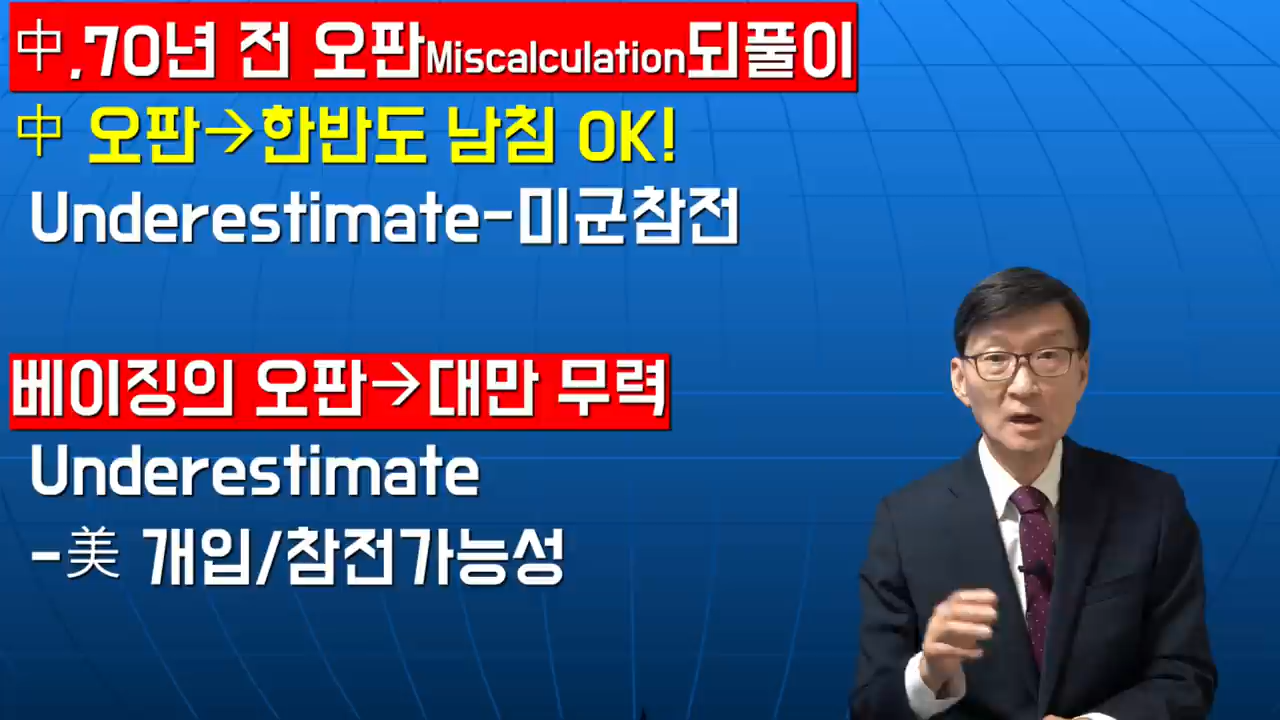 中.70년 전 오판Miscalculation되풀이
中 오판→한반도 남침 OK!
Underestimate-미군참전
베이징의 오판→대만 무력
Underestimate
-美 개입/참전가능성